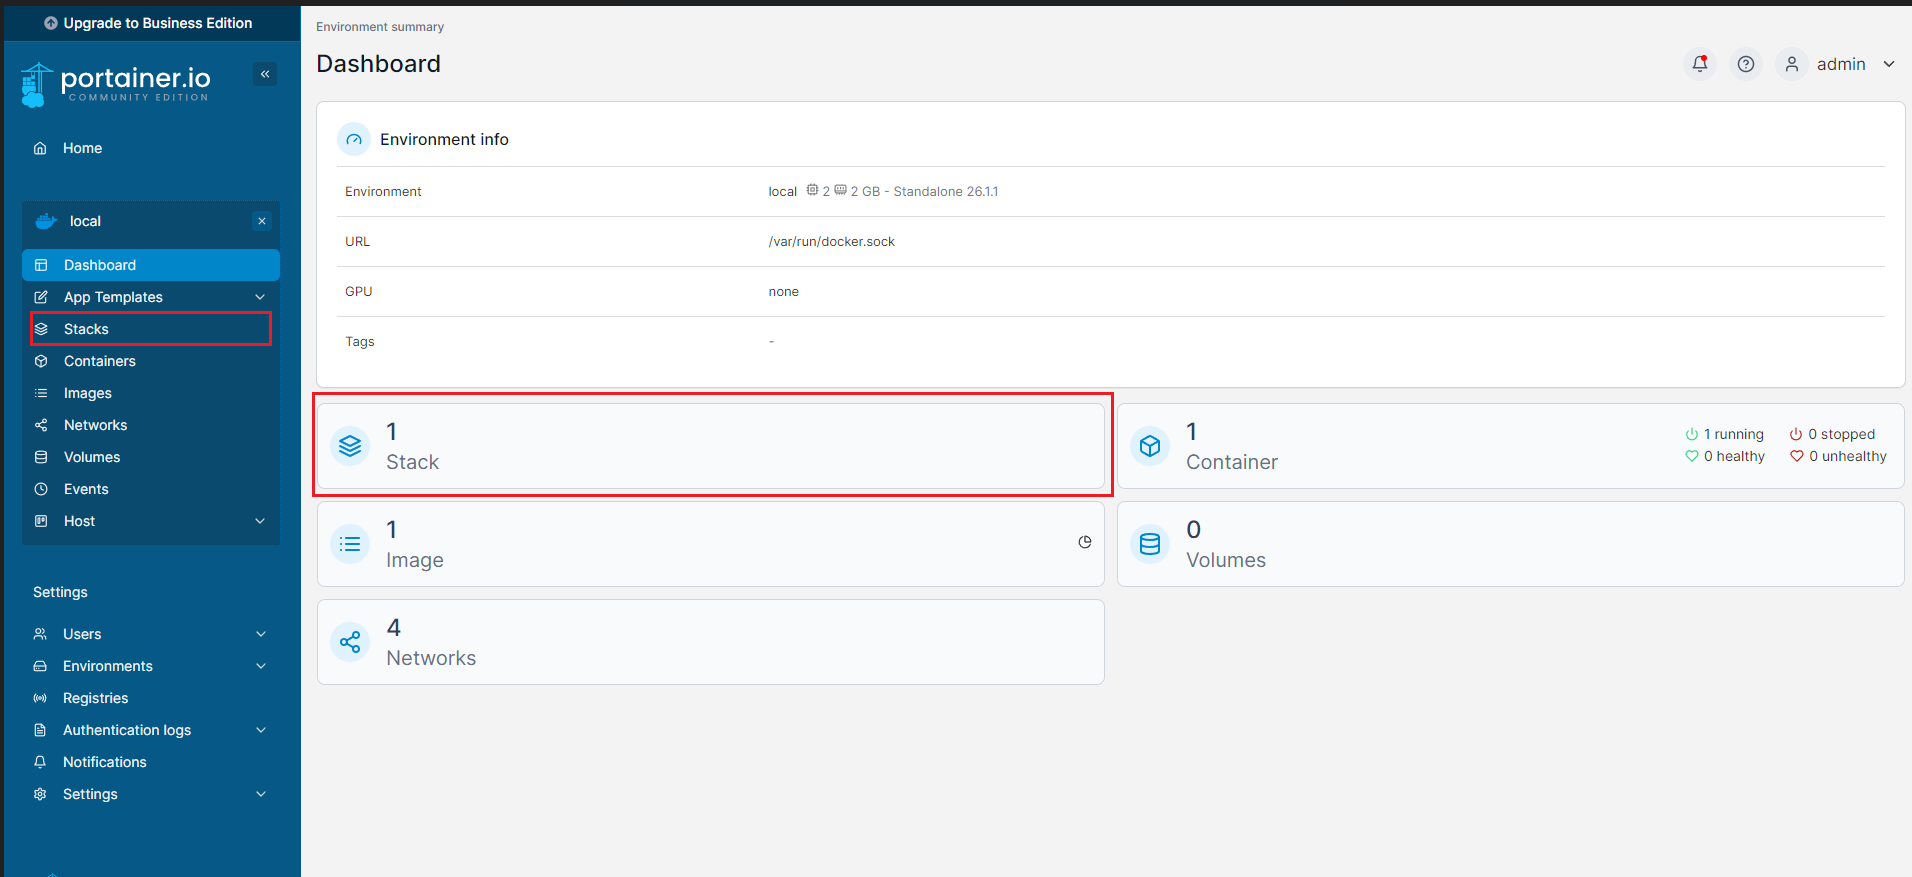 Upgrade to Business Edition
portainer.io
COMMUNITY EDITION
Home
local
Dashboard
App Templates
Stacks
Containers
Images
Networks
Volumes
Events
Host
Settings
Users
Environments
Registries
Authentication logs
Notifications
Settings
Environment summary
Dashboard
admin
Environment info
Environment local 2 2 GB - Standalone 26.1.1
URL /var/run/docker.sock
GPU none
Tags -
1
Stack
1
Container
1 running 0 stopped
0 healthy 0 unhealthy
1
Image
0
Volumes
4
Networks